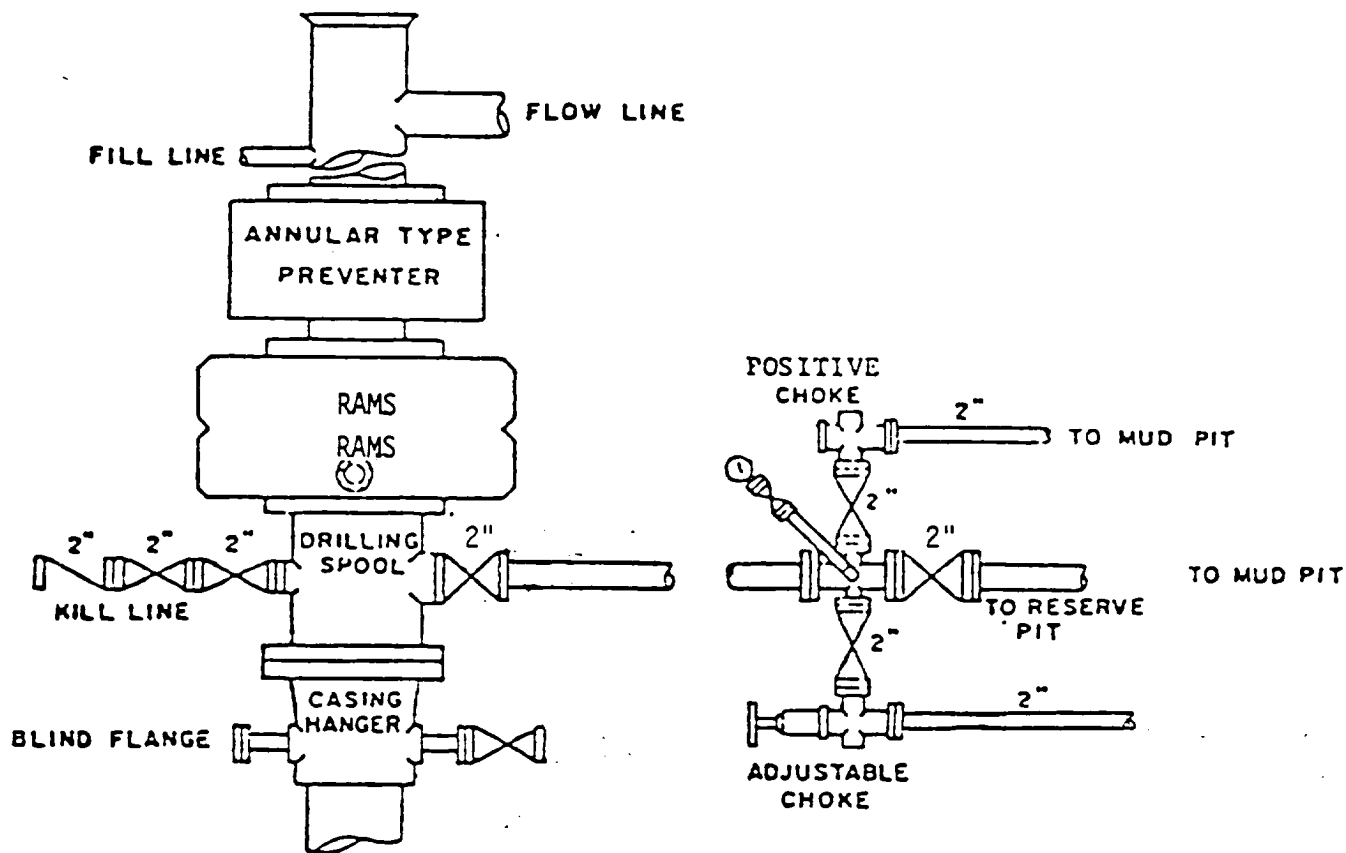 FLOW LINE
FILL LINE
ANNULAR TYPE
PREVENTER
RAMS
RAMS
POSITIVE
CHOKE
2"
TO MUD PIT
2"
2"
2"
2"
DRILLING
SPOOL
2"
KILL LINE
2"
TO MUD PIT
TO RESERVE
PIT
2"
CASING
HANGER
BLIND FLANGE
2"
ADJUSTABLE
CHOKE